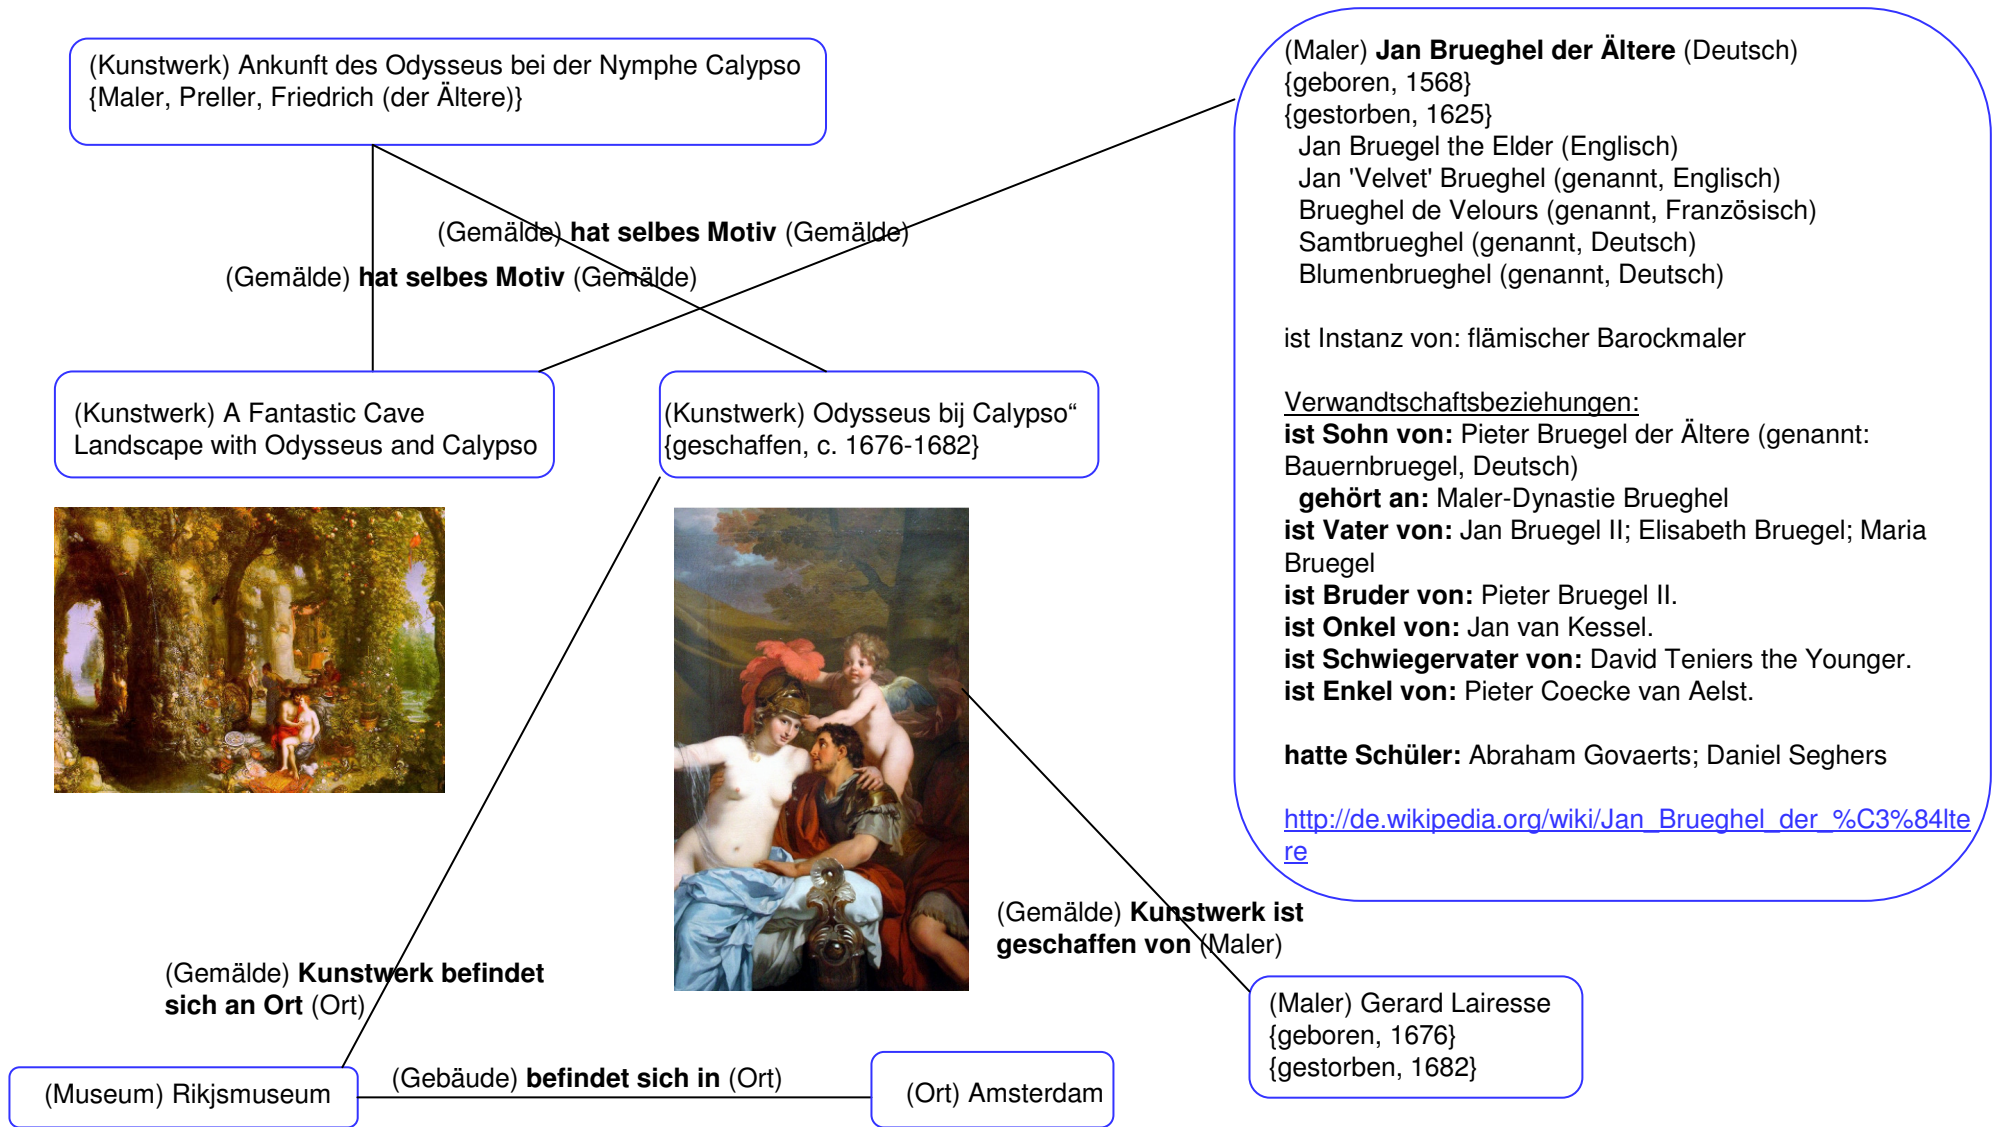 (Kunstwerk) Ankunft des Odysseus bei der Nymphe Calypso
{Maler, Preller, Friedrich (der Ältere)}
(Gemälde) hat selbes Motiv (Gemälde)
(Gemälde) hat selbes Motiv (Gemälde)
(Kunstwerk) A Fantastic Cave
Landscape with Odysseus and Calypso
(Kunstwerk) Odysseus bij Calypso“
{geschaffen, c. 1676-1682}
(Maler) Jan Brueghel der Ältere (Deutsch)
{geboren, 1568}
{gestorben, 1625}
Jan Bruegel the Elder (Englisch)
Jan 'Velvet' Brueghel (genannt, Englisch)
Brueghel de Velours (genannt, Französisch)
Samtbrueghel (genannt, Deutsch)
Blumenbrueghel (genannt, Deutsch)
ist Instanz von: flämischer Barockmaler
Verwandtschaftsbeziehungen:
ist Sohn von: Pieter Bruegel der Ältere (genannt:
Bauernbruegel, Deutsch)
gehört an: Maler-Dynastie Brueghel
ist Vater von: Jan Bruegel II; Elisabeth Bruegel; Maria
Bruegel
ist Bruder von: Pieter Bruegel II.
ist Onkel von: Jan van Kessel.
ist Schwiegervater von: David Teniers the Younger.
ist Enkel von: Pieter Coecke van Aelst.
hatte Schüler: Abraham Govaerts; Daniel Seghers
http://de.wikipedia.org/wiki/Jan_Brueghel_der_%C3%84lte
re
(Gemälde) Kunstwerk ist
geschaffen von (Maler)
(Gemälde) Kunstwerk befindet
sich an Ort (Ort)
(Maler) Gerard Lairesse
{geboren, 1676}
{gestorben, 1682}
(Museum) Rikjsmuseum
(Gebäude) befindet sich in (Ort)
(Ort) Amsterdam